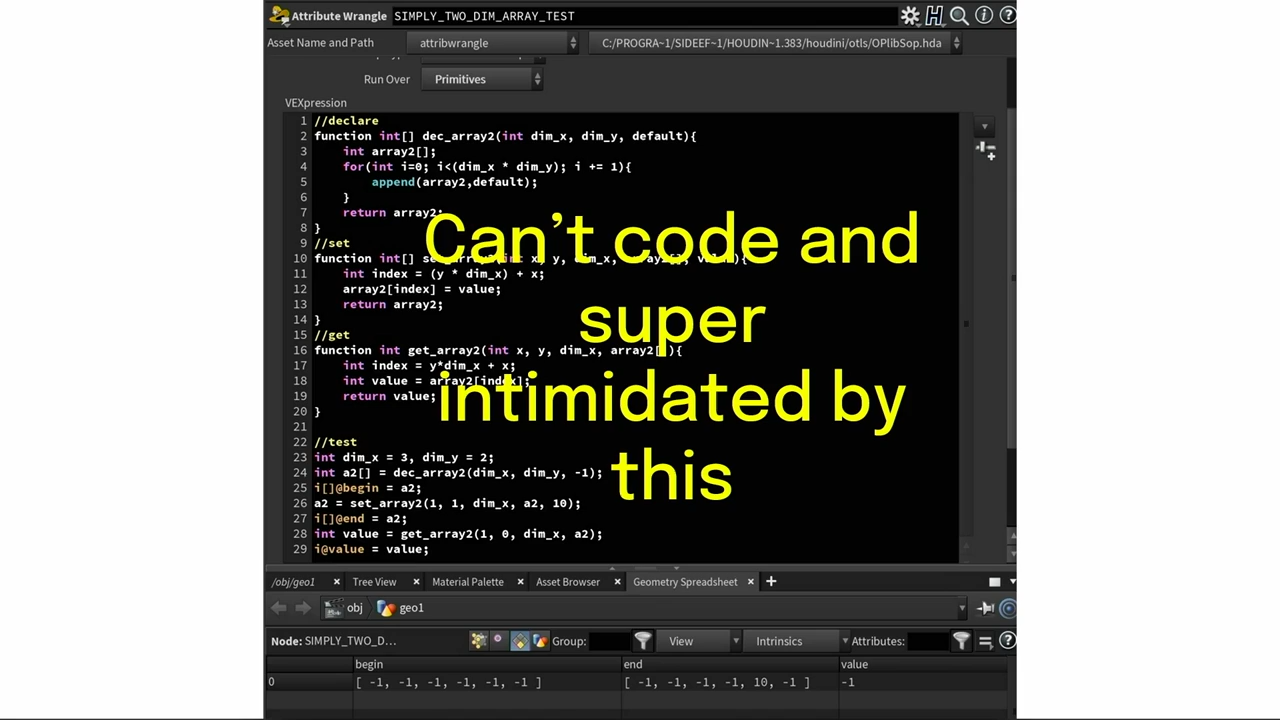 Attribute Wrangle SIMPLY_TWO_DIM_ARRAY_TEST
Asset Name and Path attribwrangle C:/PROGRA~1/SIDEEF~1/HOUDIN~1.383/houdini/otls/OPlibSop.hda
Run Over Primitives
VEXpression
1 //declare
2 function int[] dec_array2(int dim_x, dim_y, default){
3 int array2[];
4 for(int i=0; i<(dim_x * dim_y); i += 1){
5 append(array2,default);
6 }
7 return array2;
8 }
9 //set
10 function int[] dim_x,
11 int index = (y * dim_x) + x;
12 array2[index] = value;
13 return array2;
14 }
15 //get
16 function int get_array2(int x, y, dim_x, array2[]){
17 int index = y*dim_x + x;
18 int value = array2[index];
19 return value;
20 }
21
22 //test
23 int dim_x = 3, dim_y = 2;
24 int a2[] = dec_array2(dim_x, dim_y, -1);
25 i[]@begin = a2;
26 a2 = set_array2(1, 1, dim_x, a2, 10);
27 i[]@end = a2;
28 int value = get_array2(1, 0, dim_x, a2);
29 i@value = value;
Can't code and
super
intimidated by
this
/obj/geo1 Tree View Material Palette Asset Browser Geometry Spreadsheet
obj geo1
Node: SIMPLY_TWO_D... Group: View Intrinsics Attributes:
begin end value
0 [ -1, -1, -1, -1, -1, -1 ] [ -1, -1, -1, -1, 10, -1 ] -1